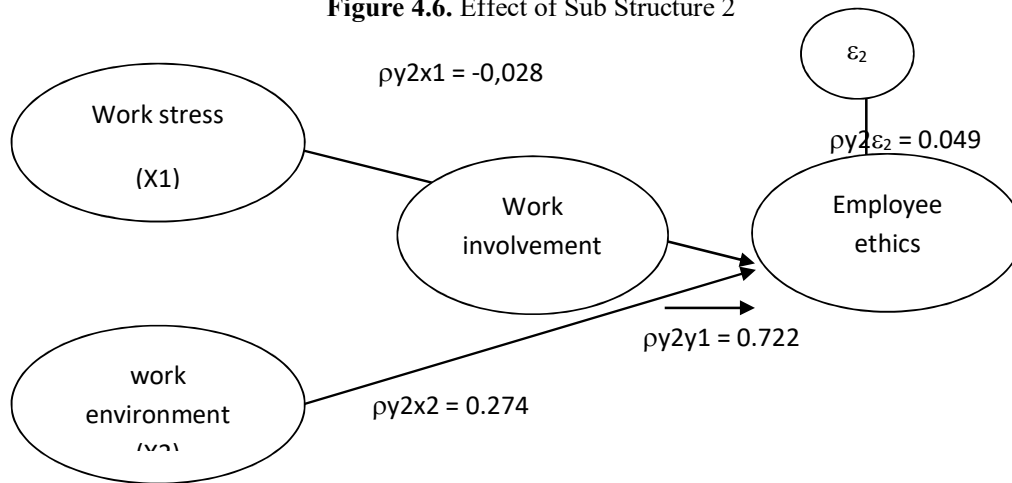 Figure 4.6. Effect of Sub Structure 2
ε₂
ρy2x1 = -0,028
Work stress
(X1)
ρy2ε₂ = 0.049
Work
involvement
Employee
ethics
ρy2y1 = 0.722
work
environment
(X2)
ρy2x2 = 0.274